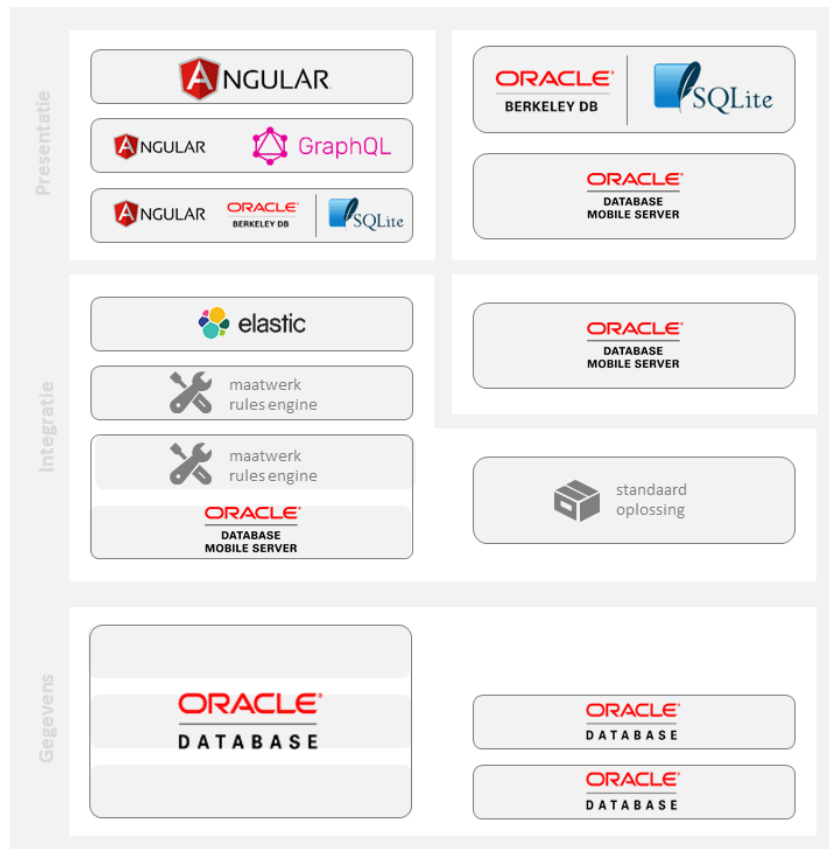 Presentatie
ANGULAR
ANGULAR GraphQL
ANGULAR ORACLE BERKELEY DB SQLite
ORACLE
BERKELEY DB
SQLite
ORACLE
DATABASE
MOBILE SERVER
Integratie
elastic
maatwerk
rules engine
maatwerk
rules engine
ORACLE
DATABASE
MOBILE SERVER
ORACLE
DATABASE
MOBILE SERVER
standaard
oplossing
Gegevens
ORACLE
DATABASE
ORACLE
DATABASE
ORACLE
DATABASE